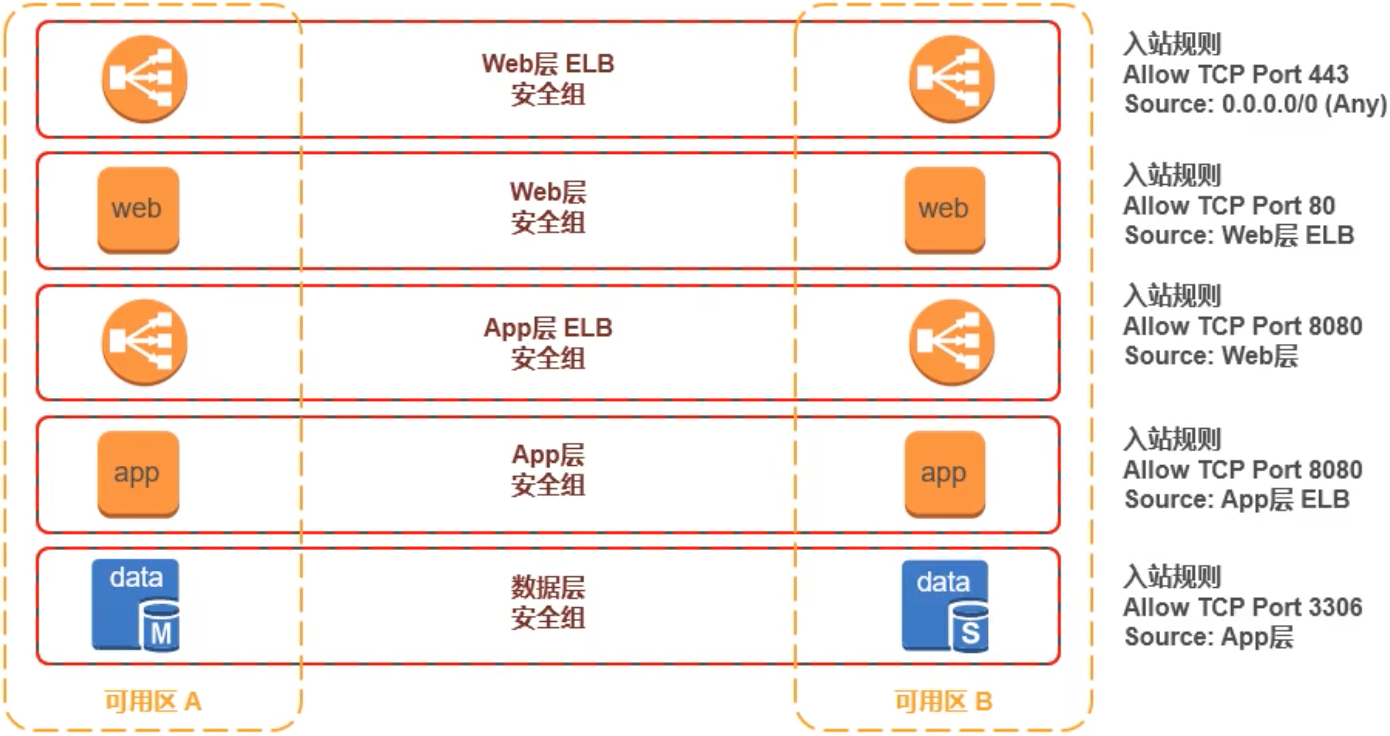 Web层 ELB
安全组
入站规则
Allow TCP Port 443
Source: 0.0.0.0/0 (Any)
web
Web层
安全组
web
入站规则
Allow TCP Port 80
Source: Web层 ELB
App层 ELB
安全组
入站规则
Allow TCP Port 8080
Source: Web层
app
App层
安全组
app
入站规则
Allow TCP Port 8080
Source: App层 ELB
data
M
数据层
安全组
data
S
入站规则
Allow TCP Port 3306
Source: App层
可用区 A
可用区 B